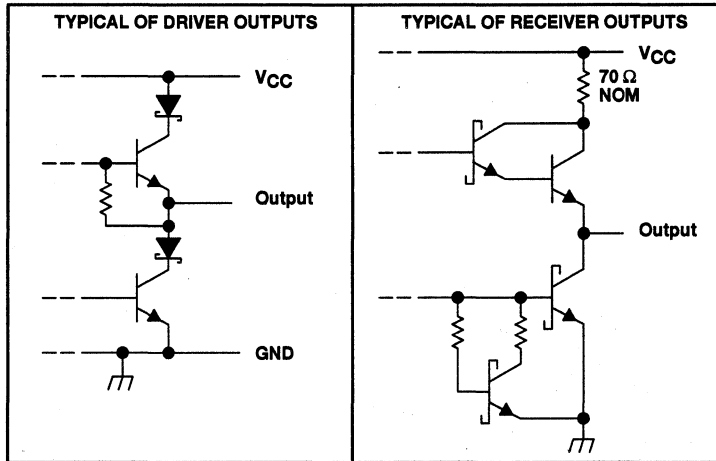 TYPICAL OF DRIVER OUTPUTS
VCC
Output
GND
TYPICAL OF RECEIVER OUTPUTS
VCC
70 Ω
NOM
Output